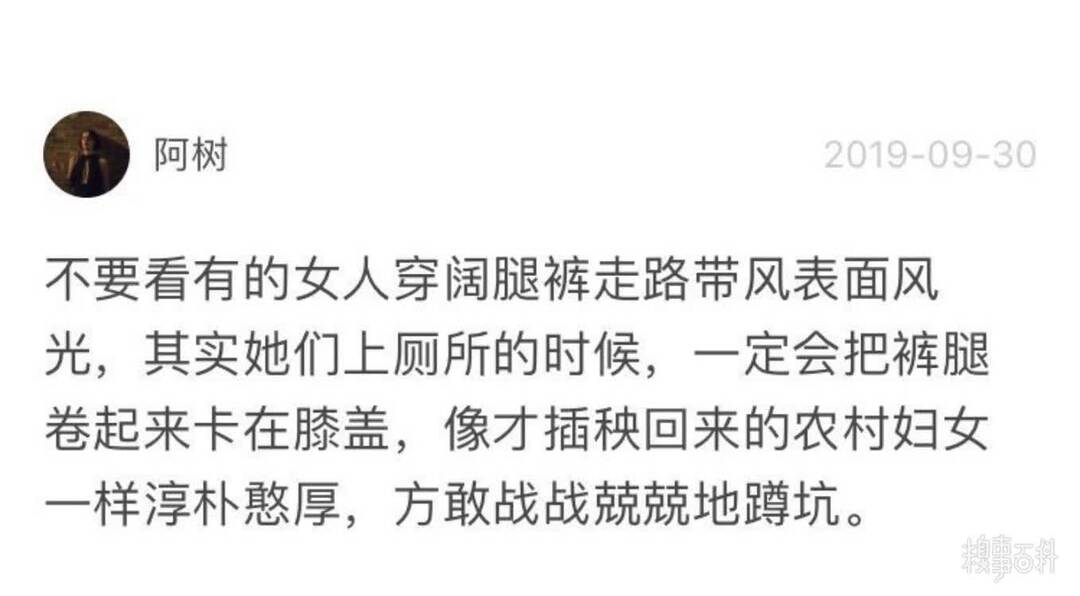 阿树
2019-09-30
不要看有的女人穿阔腿裤走路带风表面风
光，其实她们上厕所的时候，一定会把裤腿
卷起来卡在膝盖，像才插秧回来的农村妇女
一样淳朴憨厚，方敢战战兢兢地蹲坑。
糗事百科